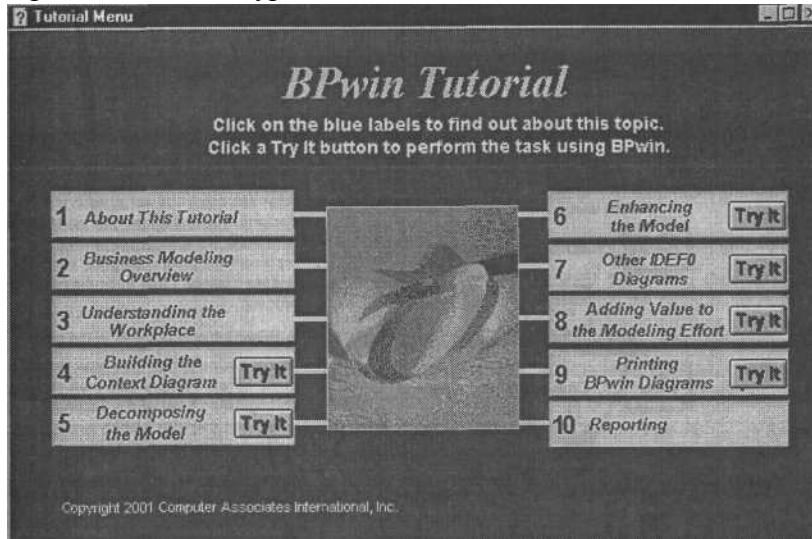 Tutorial Menu
BPwin Tutorial
Click on the blue labels to find out about this topic.
Click a Try It button to perform the task using BPwin.
1 About This Tutorial
2 Business Modeling
Overview
3 Understanding the
Workplace
4 Building the
Context Diagram Try It
5 Decomposing
the Model Try It
6 Enhancing
the Model Try It
7 Other IDEF0
Diagrams Try It
8 Adding Value to
the Modeling Effort Try It
9 Printing
BPwin Diagrams Try It
10 Reporting
Copyright 2001 Computer Associates International, Inc.